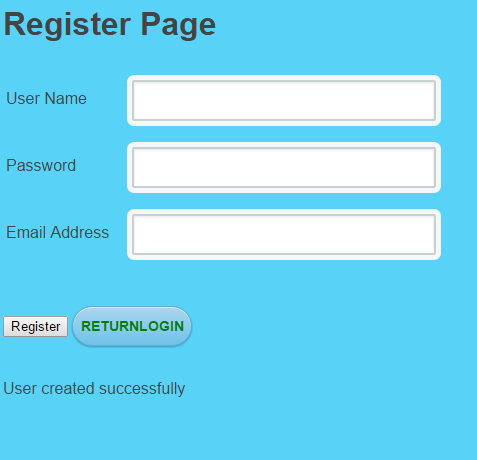 Register Page
User Name
Password
Email Address
Register RETURNLOGIN
User created successfully